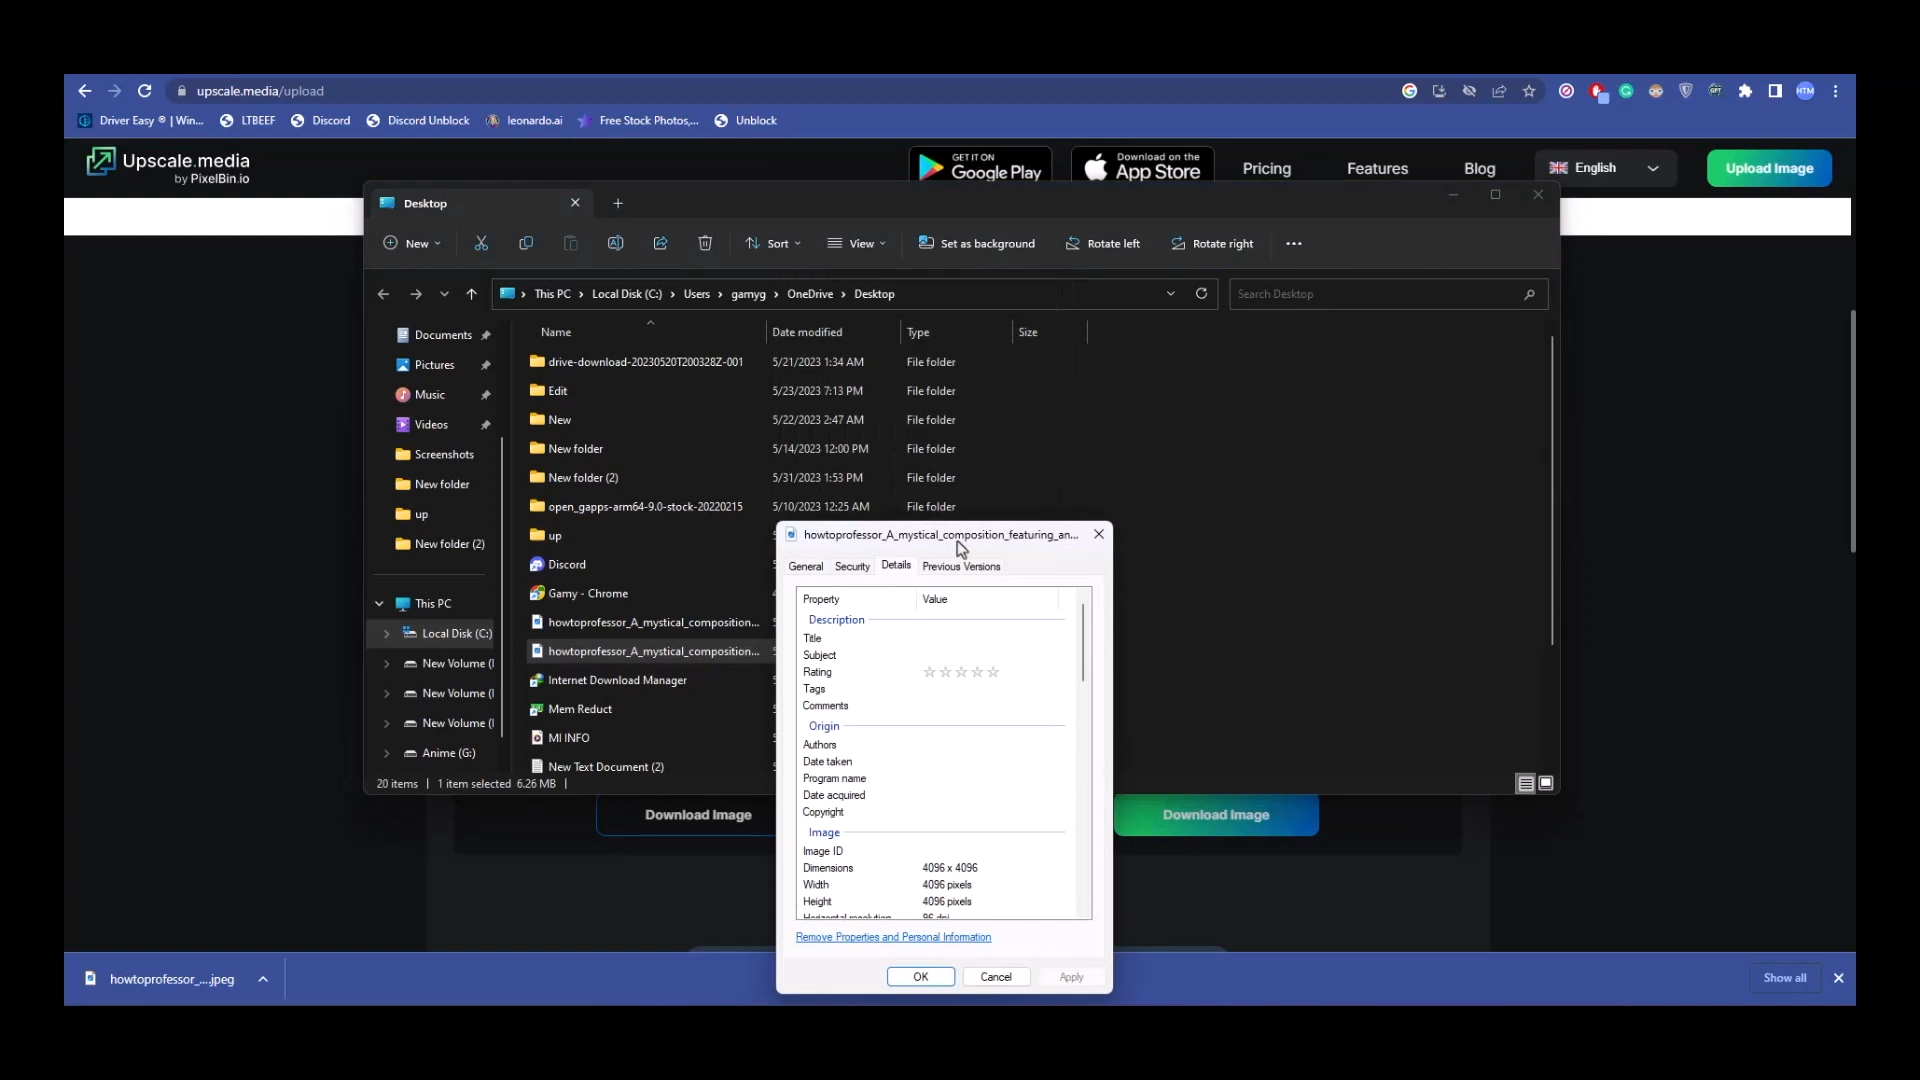 upscale.media/upload
HTM
Driver Easy ® | Win...
LTBEEF
Discord
Discord Unblock
leonardo.ai
Free Stock Photos,...
Unblock
Upscale.media
by PixelBin.io
GET IT ON
Google Play
Download on the
App Store
Pricing
Features
Blog
English
Upload Image
Desktop
New
Sort
View
Set as background
Rotate left
Rotate right
This PC > Local Disk (C:) > Users > gamyg > OneDrive > Desktop
Search Desktop
Name
Date modified
Type
Size
Documents
Pictures
Music
Videos
Screenshots
New folder
up
New folder (2)
This PC
Local Disk (C:)
New Volume (
New Volume (
New Volume (
Anime (G:)
drive-download-20230520T200328Z-001 5/21/2023 1:34 AM File folder
Edit 5/23/2023 7:13 PM File folder
New 5/22/2023 2:47 AM File folder
New folder 5/14/2023 12:00 PM File folder
New folder (2) 5/31/2023 1:53 PM File folder
open_gapps-arm64-9.0-stock-20220215 5/10/2023 12:25 AM File folder
up
Discord
Gamy - Chrome
howtoprofessor_A_mystical_composition...
howtoprofessor_A_mystical_composition...
Internet Download Manager
Mem Reduct
MI INFO
New Text Document (2)
20 items | 1 item selected 6.26 MB |
howtoprofessor_A_mystical_composition_featuring_an...
General Security Details Previous Versions
Property Value
Description
Title
Subject
Rating
Tags
Comments
Origin
Authors
Date taken
Program name
Date acquired
Copyright
Image
Image ID
Dimensions 4096 x 4096
Width 4096 pixels
Height 4096 pixels
Horizontal resolution 96 dpi
Remove Properties and Personal Information
OK
Cancel
Apply
Download Image
Download Image
howtoprofessor_....jpeg
Show all